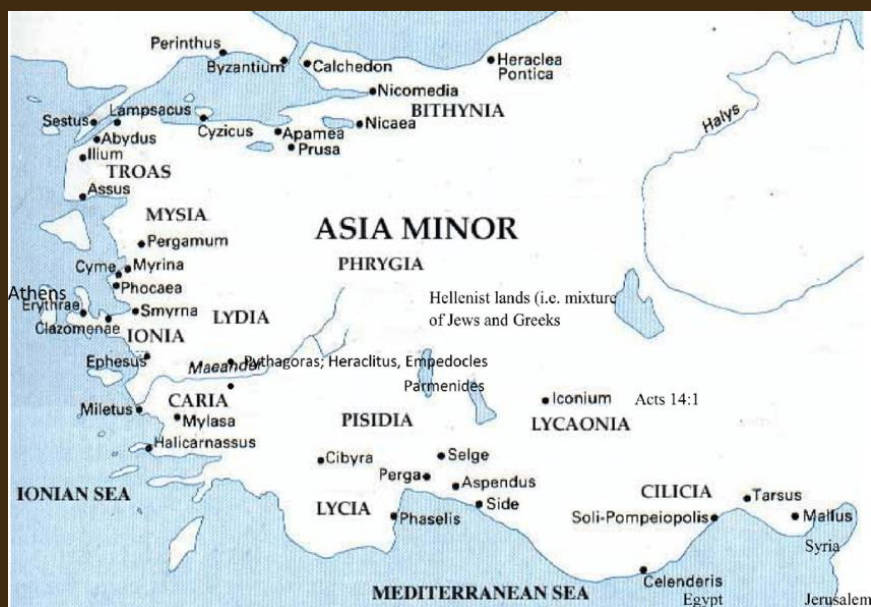 Perinthus
Byzantium
Calchedon
Heraclea
Pontica
Nicomedia
BITHYNIA
Halys
Lampsacus
Sestus
Cyzicus
Apamea
Nicaea
Abydus
Prusa
Ilium
TROAS
Assus
MYSIA
ASIA MINOR
Pergamum
PHRYGIA
Cyme
Myrina
Phocaea
Athens
Erythrae
Smyrna
Hellenist lands (i.e. mixture
of Jews and Greeks
LYDIA
Clazomenae
IONIA
Ephesus
Maeander
Pythagoras; Heraclitus, Empedocles
Parmenides
CARIA
Iconium
Acts 14:1
Miletus
Mylasa
PISIDIA
LYCAONIA
Halicarnassus
Cibyra
Selge
Perga
Aspendus
IONIAN SEA
CILICIA
Tarsus
LYCIA
Phaselis
Side
Soli-Pompeiopolis
Mallus
Syria
Celenderis
MEDITERRANEAN SEA
Egypt
Jerusalem